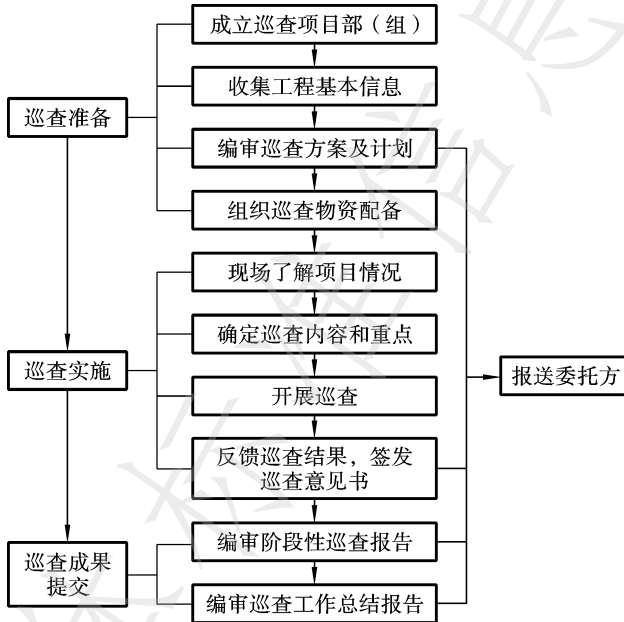 成立巡查项目部（组）
收集工程基本信息
巡查准备
编审巡查方案及计划
组织巡查物资配备
现场了解项目情况
确定巡查内容和重点
巡查实施
报送委托方
开展巡查
反馈巡查结果，签发
巡查意见书
编审阶段性巡查报告
巡查成果
提交
编审巡查工作总结报告